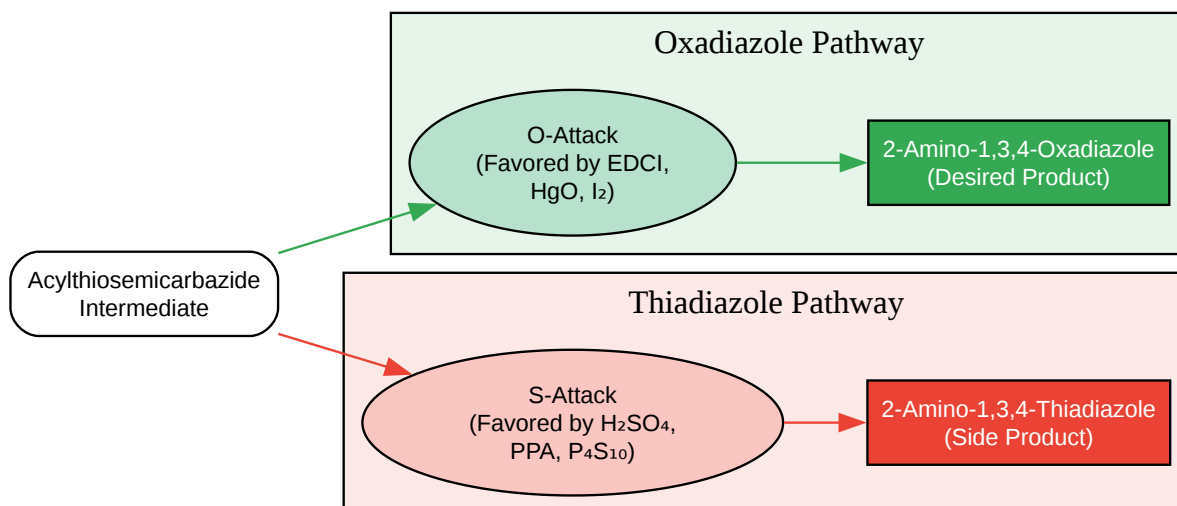 Oxadiazole Pathway
O-Attack
(Favored by EDCI,
HgO, I₂)
2-Amino-1,3,4-Oxadiazole
(Desired Product)
Acylthiosemicarbazide
Intermediate
Thiadiazole Pathway
S-Attack
(Favored by H₂SO₄,
PPA, P₄S₁₀)
2-Amino-1,3,4-Thiadiazole
(Side Product)